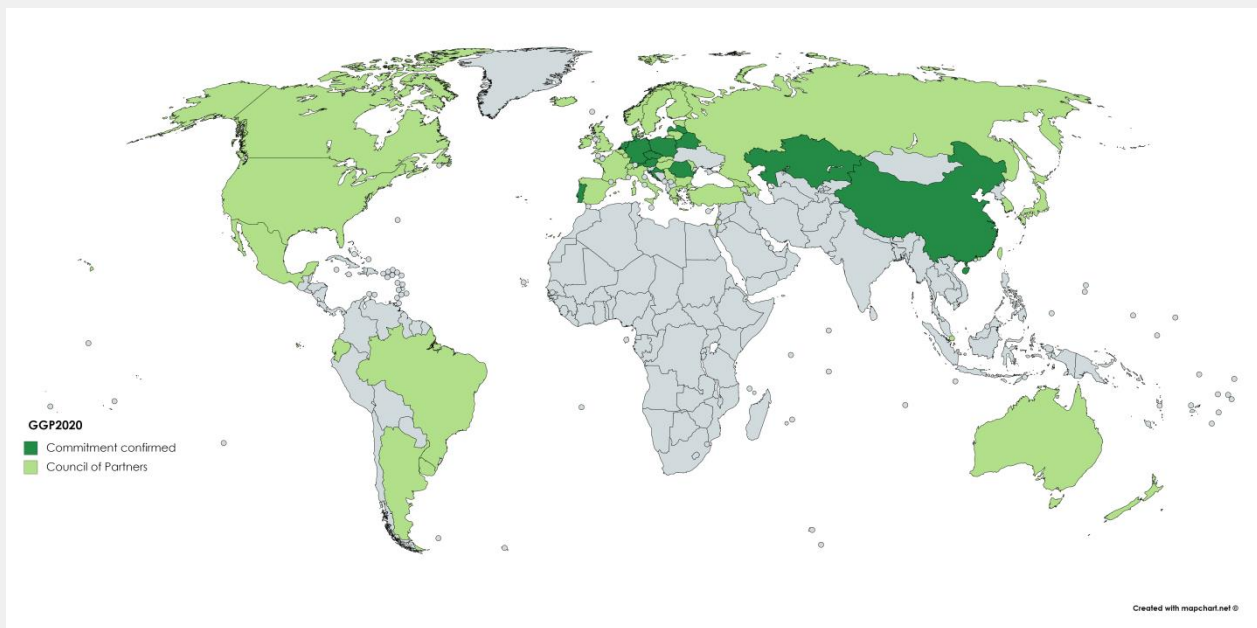 GGP2020
Commitment confirmed
Council of Partners
Created with mapchart.net ©